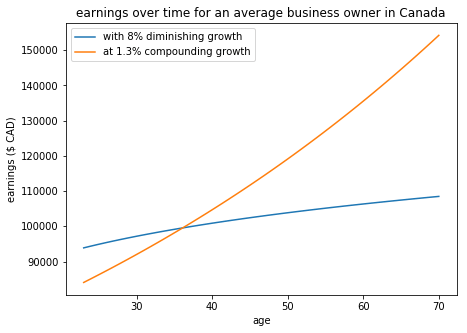 earnings over time for an average business owner in Canada
with 8% diminishing growth
at 1.3% compounding growth
150000
140000
130000
120000
110000
100000
90000
earnings ($ CAD)
30 40 50 60 70
age